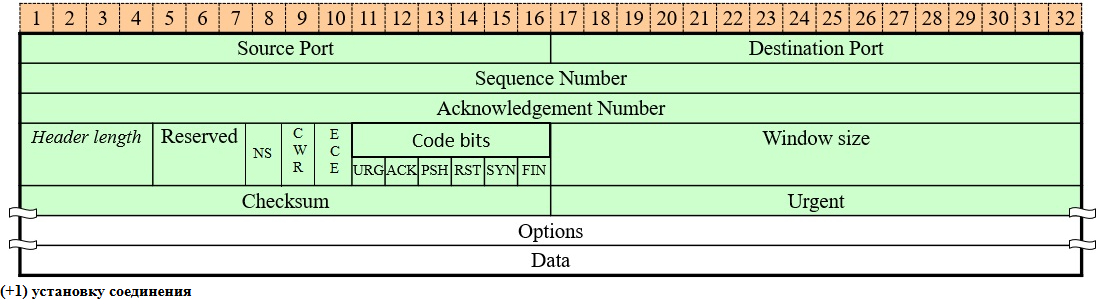 1 2 3 4 5 6 7 8 9 10 11 12 13 14 15 16 17 18 19 20 21 22 23 24 25 26 27 28 29 30 31 32
Source Port Destination Port
Sequence Number
Acknowledgement Number
Header length Reserved NS CWR ECE Code bits Window size
URG ACK PSH RST SYN FIN
Checksum Urgent
Options
Data
(+1) установку соединения